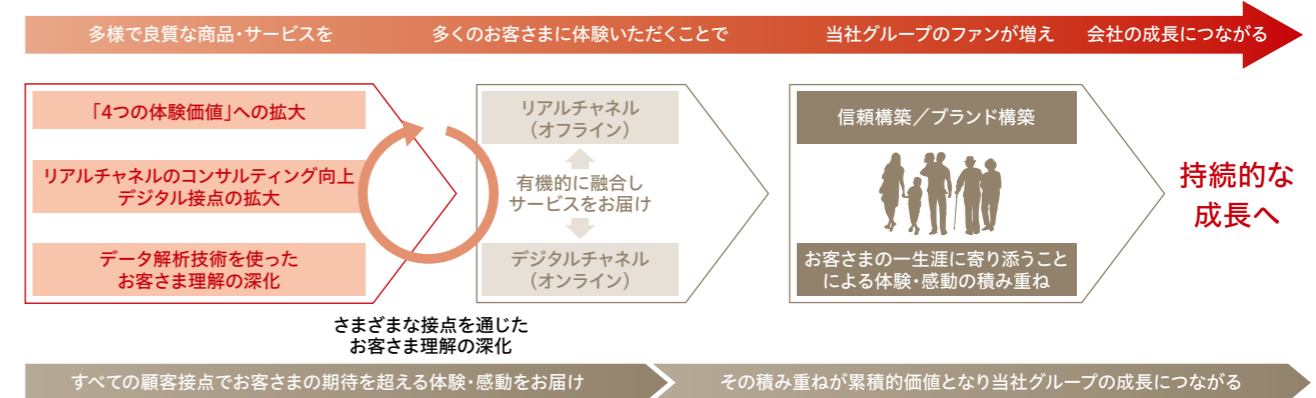 多様で良質な商品・サービスを
多くのお客さまに体験いただくことで
当社グループのファンが増え
会社の成長につながる
「4つの体験価値」への拡大
リアルチャネルのコンサルティング向上
デジタル接点の拡大
データ解析技術を使った
お客さま理解の深化
さまざまな接点を通じた
お客さま理解の深化
リアルチャネル
（オフライン）
有機的に融合し
サービスをお届け
デジタルチャネル
（オンライン）
信頼構築／ブランド構築
お客さまの一生涯に寄り添うこと
による体験・感動の積み重ね
持続的な
成長へ
すべての顧客接点でお客さまの期待を超える体験・感動をお届け
その積み重ねが累積的価値となり当社グループの成長につながる